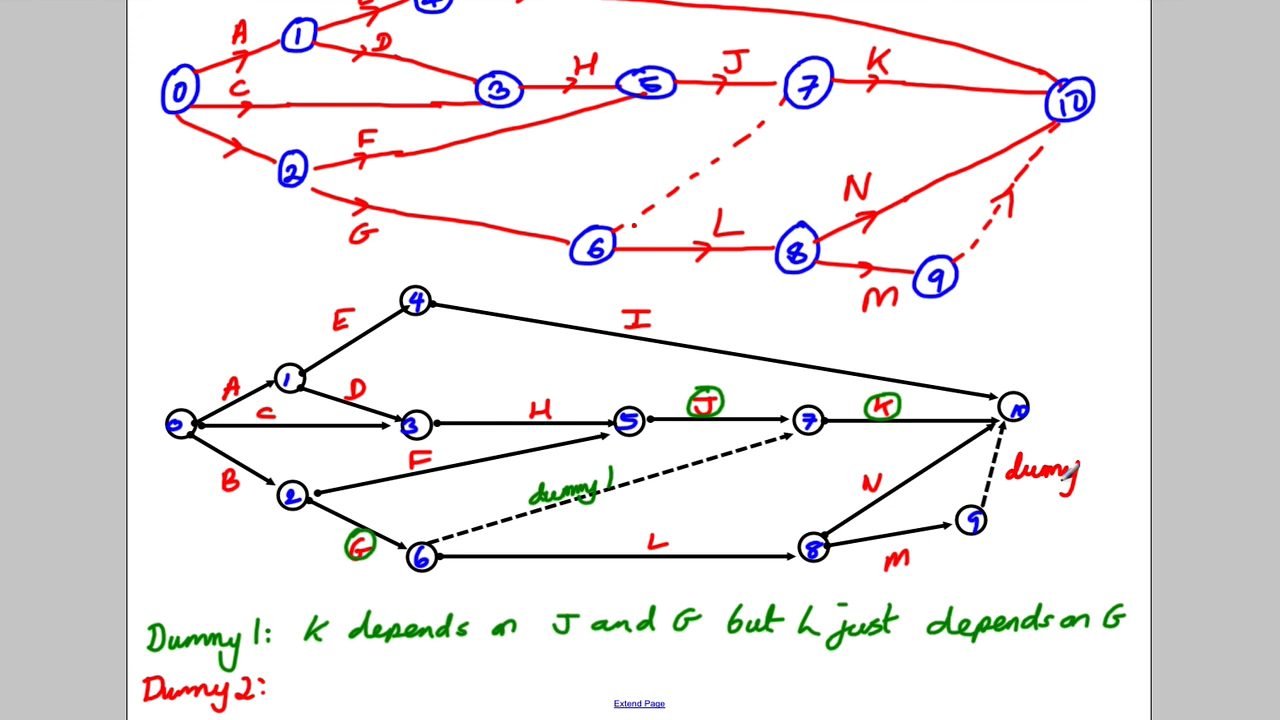 A
1
D
0
C
3
H
5
J
7
K
10
F
2
G
6
L
8
N
9
M
4
E
I
1
A
D
C
0
3
H
5
J
7
K
10
F
B
2
dummy 1
dummy
N
G
6
L
8
9
M
Dummy 1: K depends on J and G but L just depends on G
Dummy 2:
Extend Page